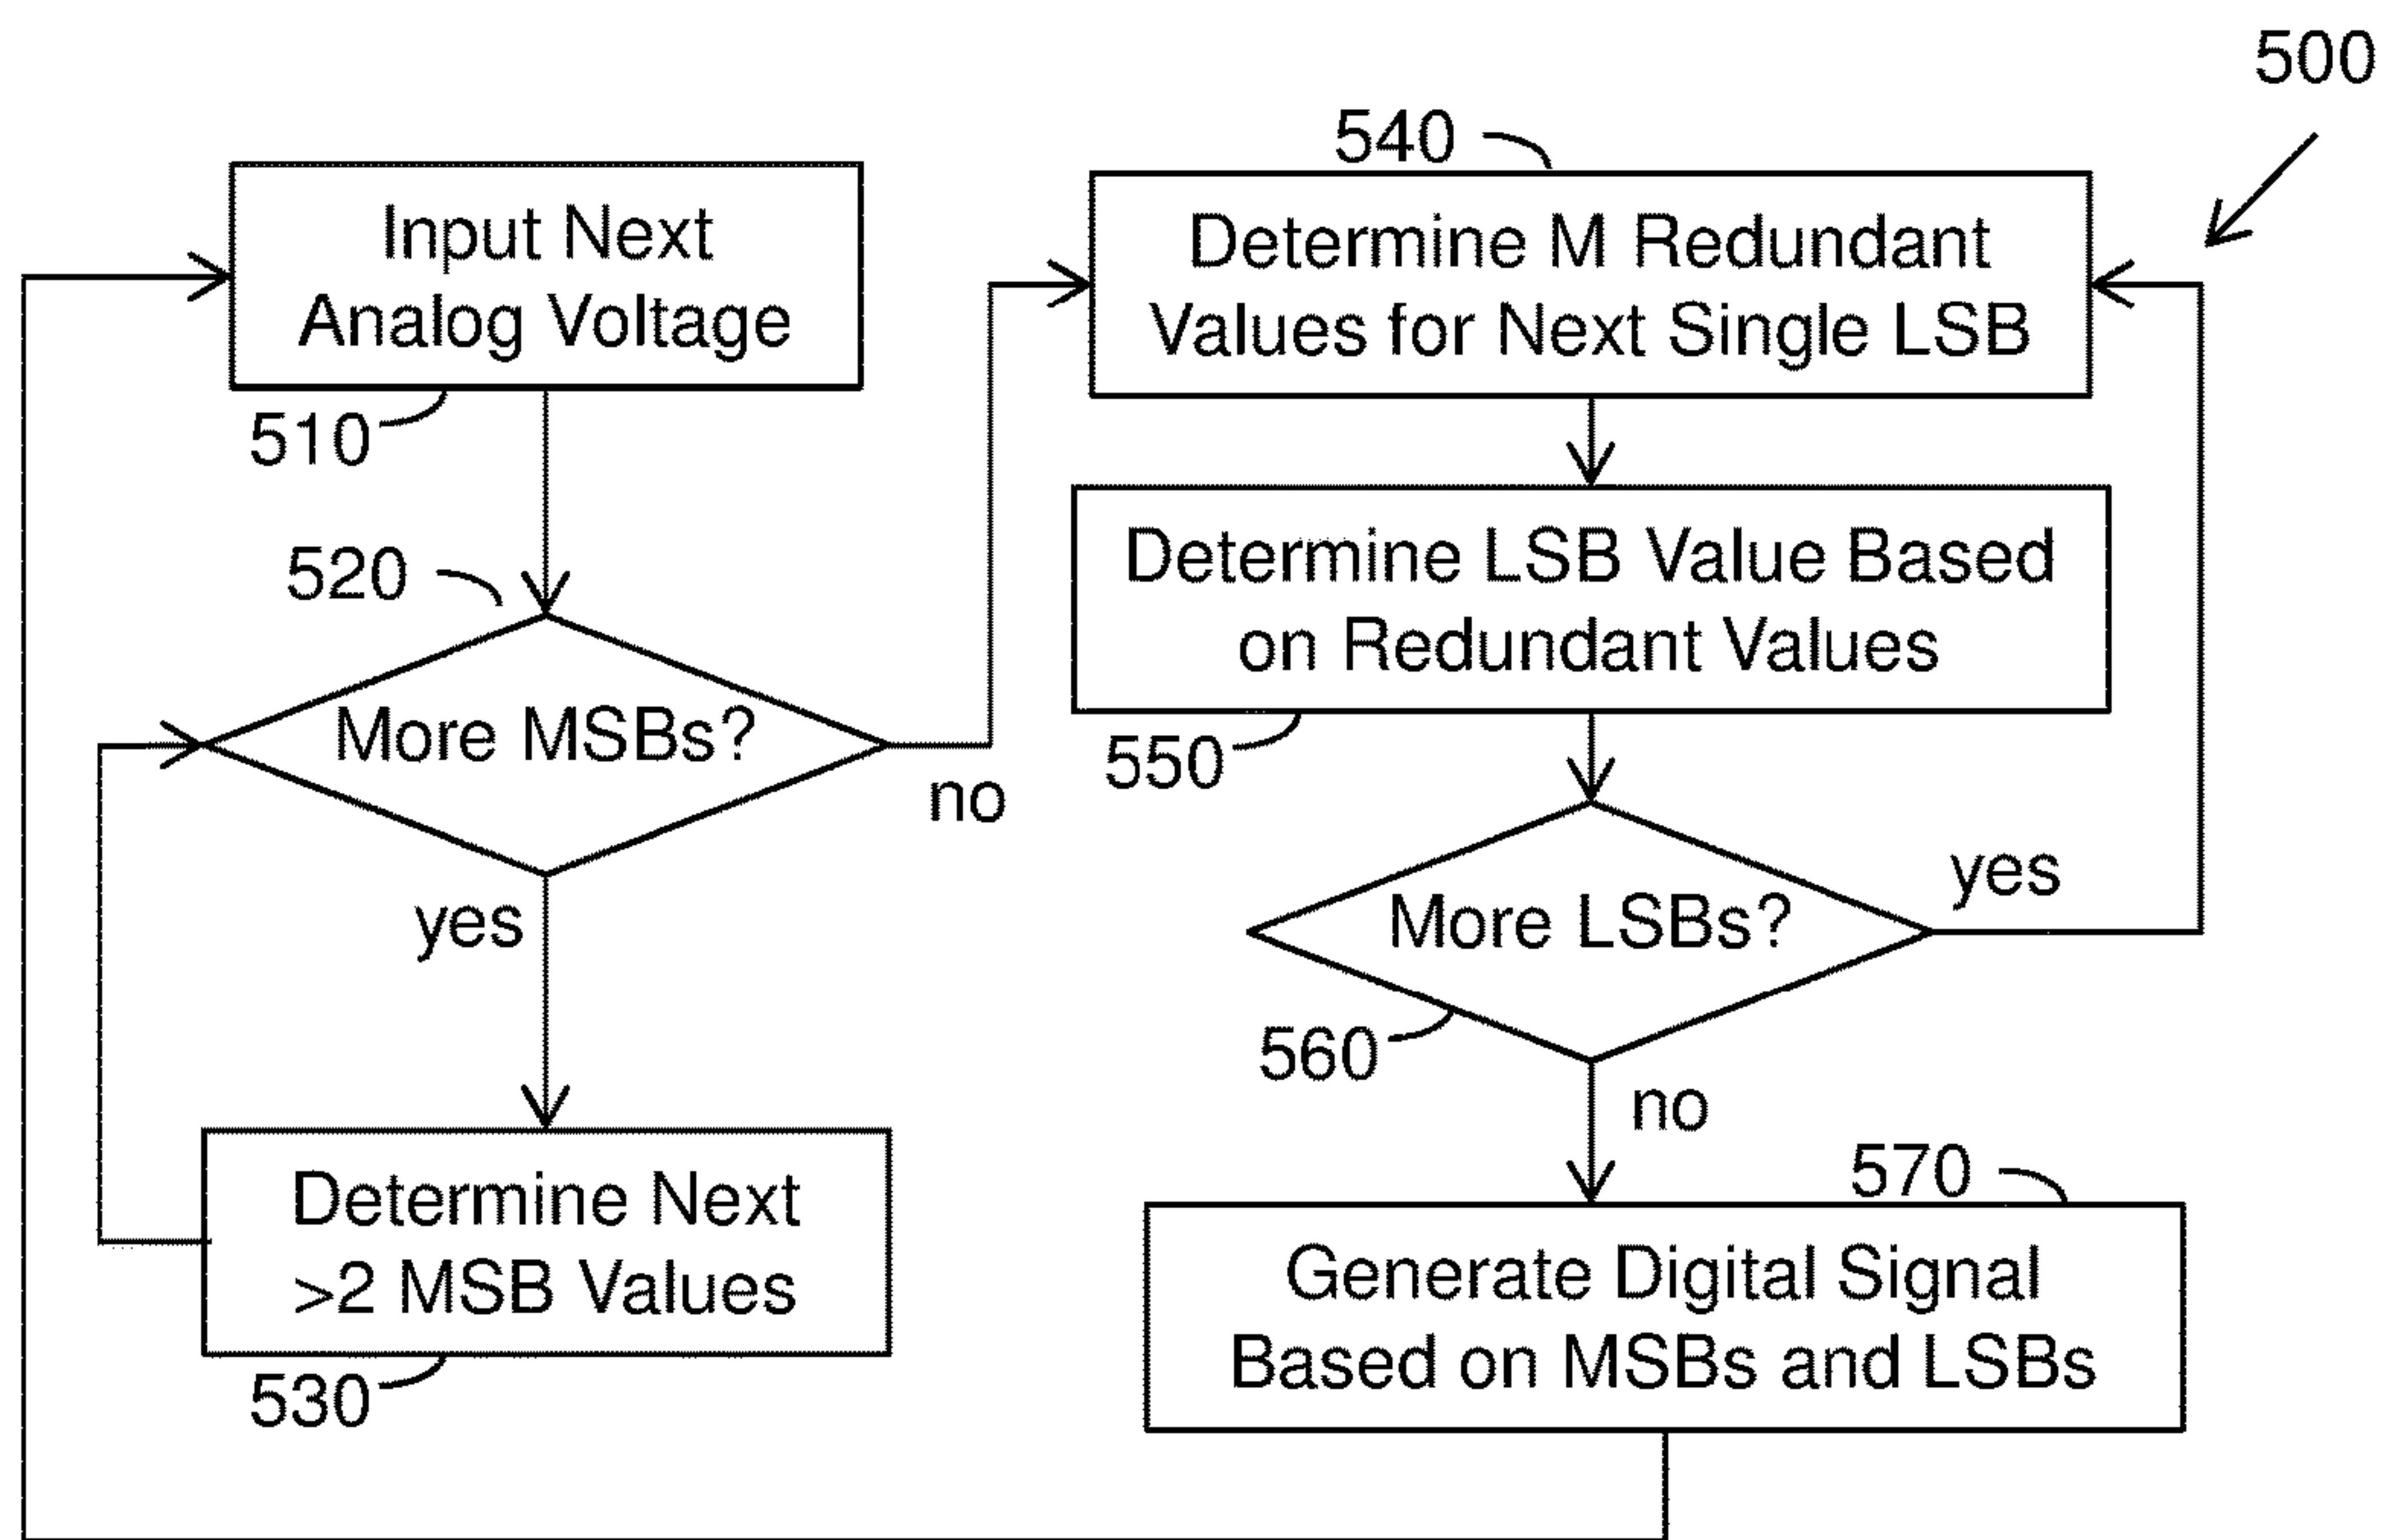 500
Input Next
Analog Voltage
510
520
More MSBs?
no
yes
Determine Next
>2 MSB Values
530
540
Determine M Redundant
Values for Next Single LSB
Determine LSB Value Based
on Redundant Values
550
More LSBs?
yes
560
no
570
Generate Digital Signal
Based on MSBs and LSBs